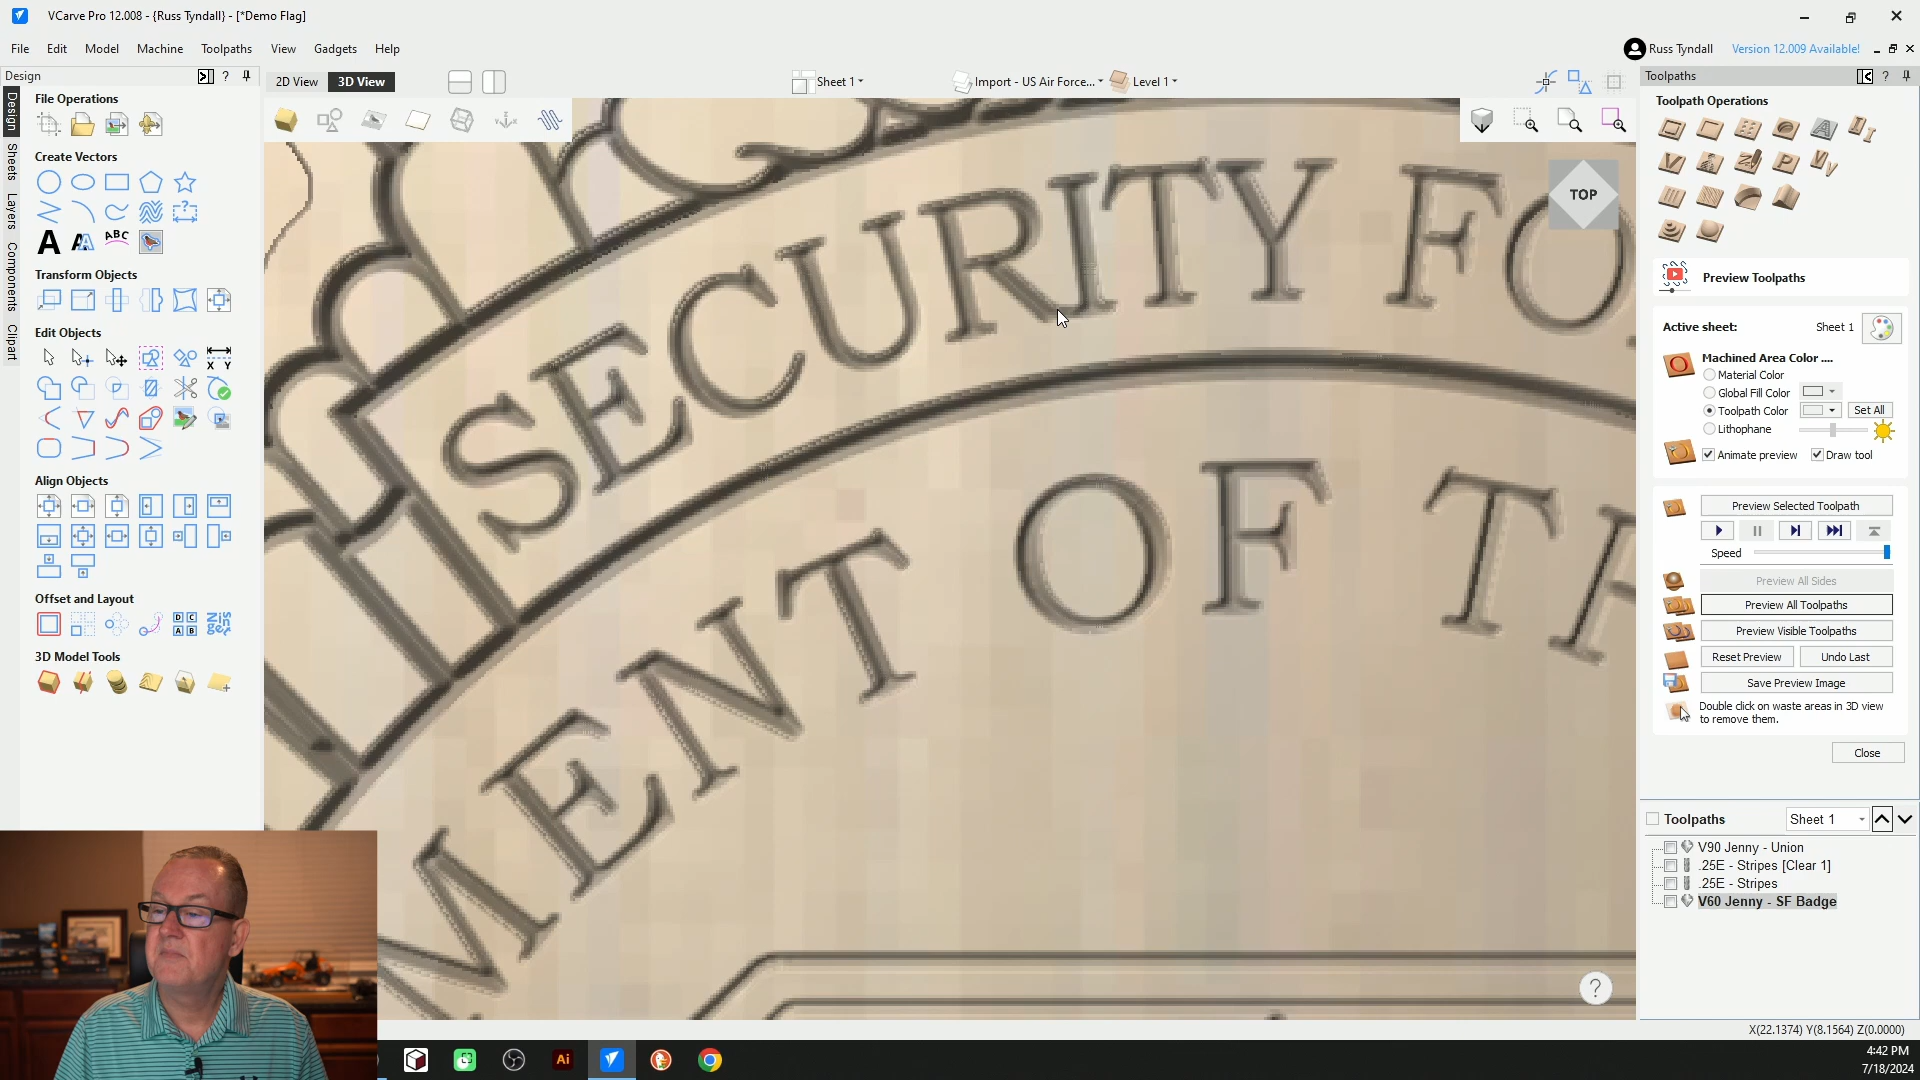 VCarve Pro 12.008 - {Russ Tyndall} - [*Demo Flag]
File Edit Model Machine Toolpaths View Gadgets Help
Russ Tyndall Version 12.009 Available!
Design
2D View 3D View
Sheet 1
Import - US Air Force...
Level 1
Toolpaths
Design
Sheets
Layers
Components
Clipart
File Operations
Create Vectors
A A ABC
Transform Objects
Edit Objects
X Y
Align Objects
Offset and Layout
3D Model Tools
SECURITY FO
MENT OF T
TOP
Toolpath Operations
Preview Toolpaths
Active sheet: Sheet 1
Machined Area Color ....
Material Color
Global Fill Color
Toolpath Color Set All
Lithophane
Animate preview Draw tool
Preview Selected Toolpath
Speed
Preview All Sides
Preview All Toolpaths
Preview Visible Toolpaths
Reset Preview Undo Last
Save Preview Image
Double click on waste areas in 3D view
to remove them.
Close
Toolpaths Sheet 1
V90 Jenny - Union
.25E - Stripes [Clear 1]
.25E - Stripes
V60 Jenny - SF Badge
X(22.1374) Y(8.1564) Z(0.0000)
Ai
4:42 PM
7/18/2024